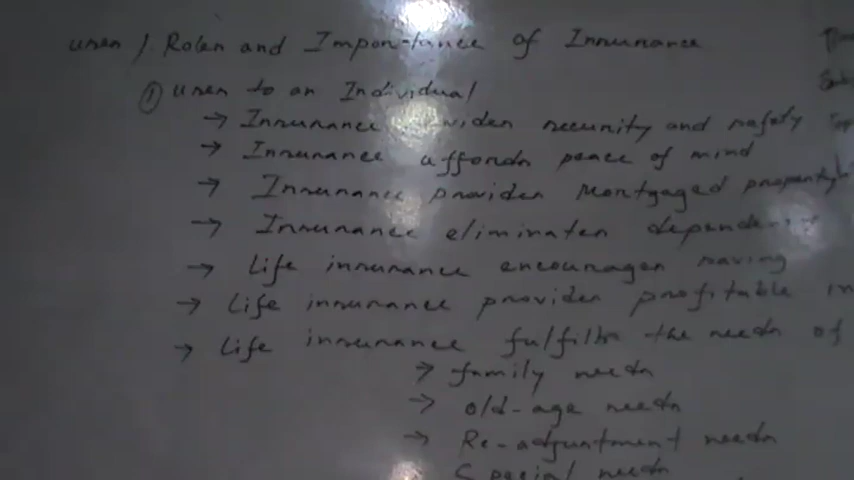 uses / Roles and Importance of Insurance
① uses to an Individual
→ Insurance security and safety
→ Insurance affords peace of mind
→ Insurance provides Mortgaged property
→ Insurance eliminates
→ Life insurance encourages saving
→ Life insurance provides profitable
→ Life insurance fulfills the needs of
→ family needs
→ old-age needs
→ Re-adjustment needs
Special needs